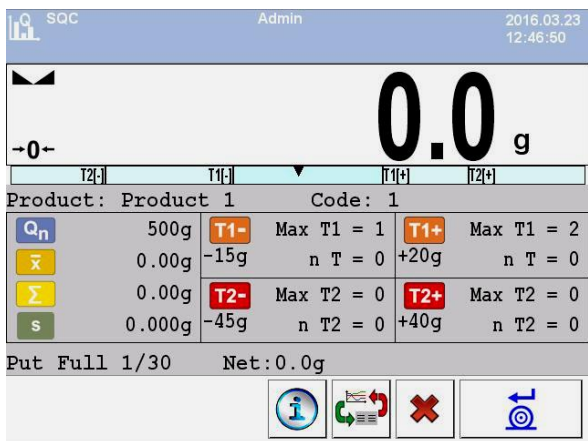 SQC Admin 2016.03.23
12:46:50
0.0 g
→0←
T2[-] T1[-] T1[+] T2[+]
Product: Product 1 Code: 1
Qn 500g T1- Max T1 = 1 T1+ Max T1 = 2
x̄ 0.00g -15g n T = 0 +20g n T = 0
Σ 0.00g T2- Max T2 = 0 T2+ Max T2 = 0
s 0.000g -45g n T2 = 0 +40g n T2 = 0
Put Full 1/30 Net:0.0g